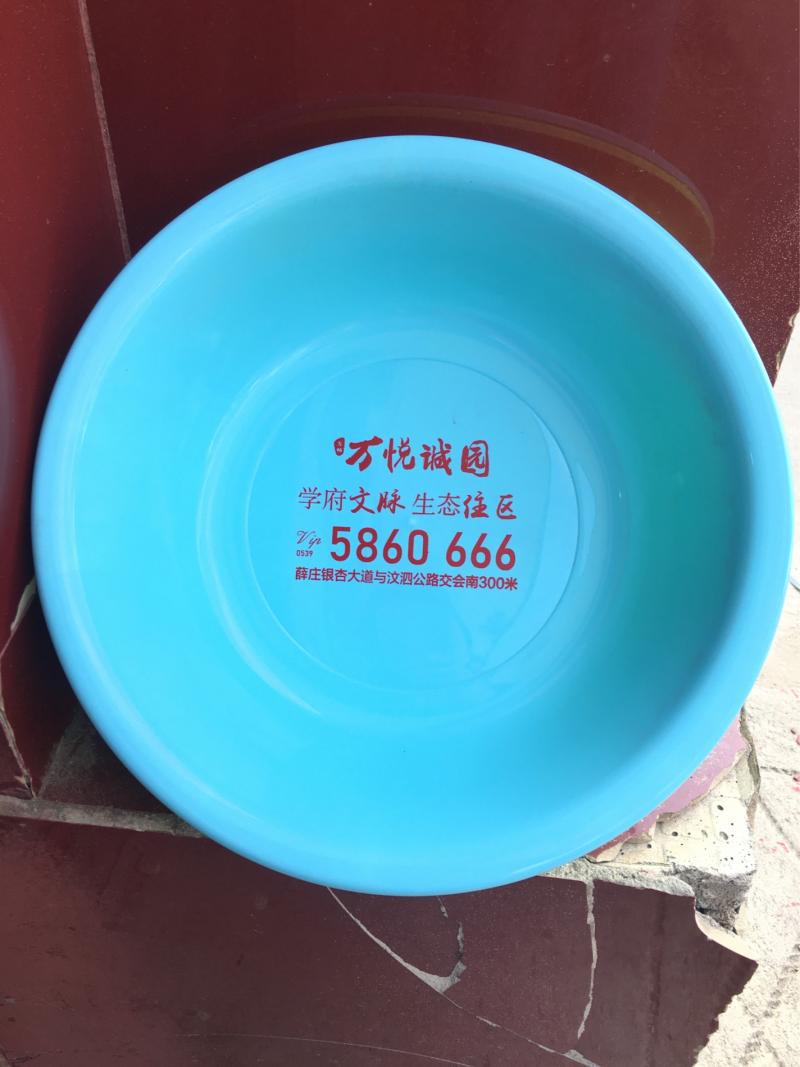 万悦诚园
学府文脉 生态住区
Vip 0539 5860 666
薛庄银杏大道与汶泗公路交会南300米